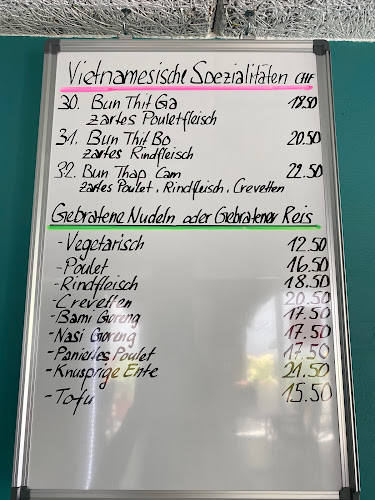 Vietnamesische Spezialitäten CHF
30. Bun Thit Ga 18.50
zartes Pouletfleisch
31. Bun Thit Bo 20.50
zartes Rindfleisch
32. Bun Thap Cam 22.50
zartes Poulet, Rindfleisch, Crevetten
Gebratene Nudeln oder Gebratener Reis
-Vegetarisch 12.50
-Poulet 16.50
-Rindfleisch 18.50
-Crevetten 20.50
-Bami Goreng 17.50
-Nasi Goreng 17.50
-Paniertes Poulet 17.50
-Knusprige Ente 21.50
-Tofu 15.50